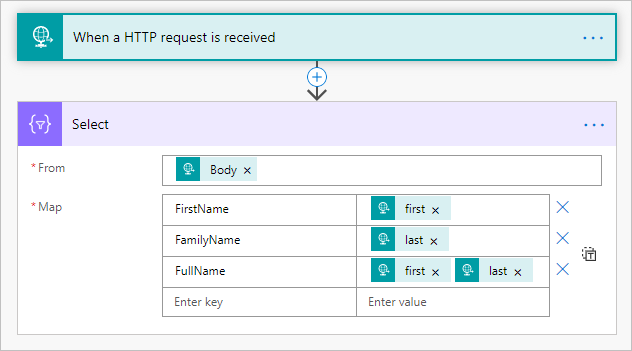 When a HTTP request is received
Select
* From Body ×
* Map FirstName first ×
FamilyName last ×
FullName first × last ×
Enter key Enter value